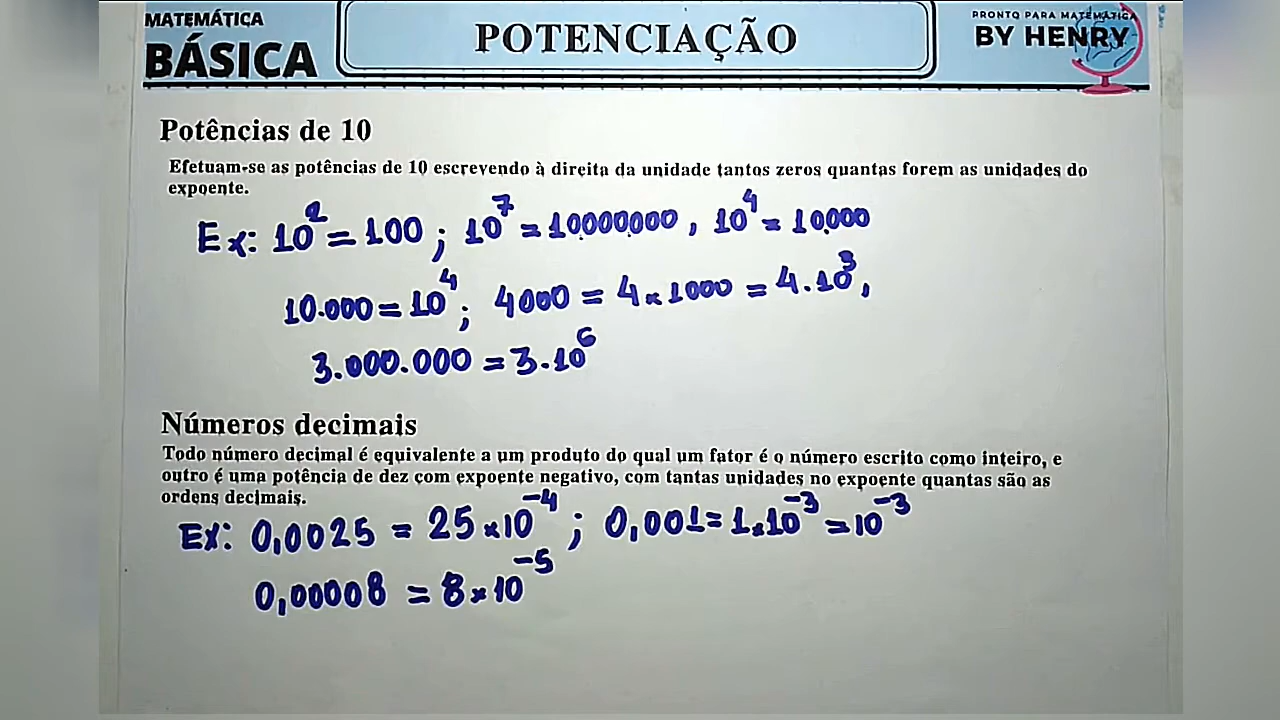 MATEMÁTICA
BÁSICA
POTENCIAÇÃO
PRONTO PARA MATEMÁTICA
BY HENRY
Potências de 10
Efetuam-se as potências de 10 escrevendo à direita da unidade tantos zeros quantas forem as unidades do
expoente.
Ex: 10² = 100 ; 10⁷ = 10.000.000 , 10⁴ = 10.000
10.000 = 10⁴ ; 4000 = 4 x 1000 = 4.10³,
3.000.000 = 3.10⁶
Números decimais
Todo número decimal é equivalente a um produto do qual um fator é o número escrito como inteiro, e
outro é uma potência de dez com expoente negativo, com tantas unidades no expoente quantas são as
ordens decimais.
Ex: 0,0025 = 25 x 10⁻⁴ ; 0,001 = 1 x 10⁻³ = 10⁻³
0,00008 = 8 x 10⁻⁵